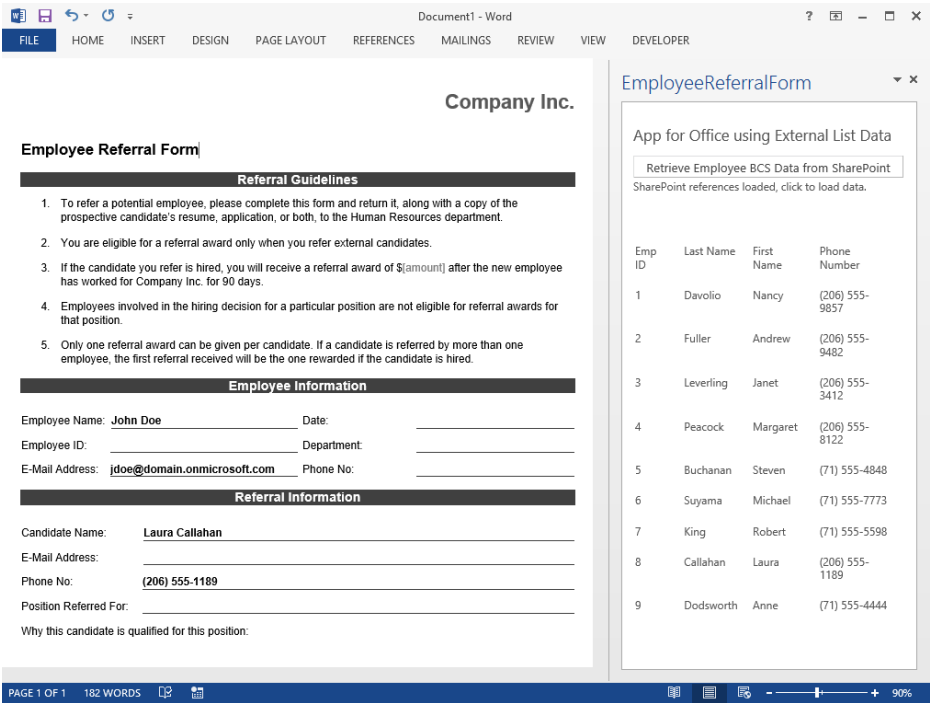 Document1 - Word
FILE HOME INSERT DESIGN PAGE LAYOUT REFERENCES MAILINGS REVIEW VIEW DEVELOPER
Company Inc.
Employee Referral Form
Referral Guidelines
1. To refer a potential employee, please complete this form and return it, along with a copy of the
prospective candidate's resume, application, or both, to the Human Resources department.
2. You are eligible for a referral award only when you refer external candidates.
3. If the candidate you refer is hired, you will receive a referral award of $[amount] after the new employee
has worked for Company Inc. for 90 days.
4. Employees involved in the hiring decision for a particular position are not eligible for referral awards for
that position.
5. Only one referral award can be given per candidate. If a candidate is referred by more than one
employee, the first referral received will be the one rewarded if the candidate is hired.
Employee Information
Employee Name: John Doe Date:
Employee ID: Department:
E-Mail Address: jdoe@domain.onmicrosoft.com Phone No:
Referral Information
Candidate Name: Laura Callahan
E-Mail Address:
Phone No: (206) 555-1189
Position Referred For:
Why this candidate is qualified for this position:
EmployeeReferralForm
App for Office using External List Data
Retrieve Employee BCS Data from SharePoint
SharePoint references loaded, click to load data.
Emp Last Name First Phone
ID Name Number
1 Davolio Nancy (206) 555-
9857
2 Fuller Andrew (206) 555-
9482
3 Leverling Janet (206) 555-
3412
4 Peacock Margaret (206) 555-
8122
5 Buchanan Steven (71) 555-4848
6 Suyama Michael (71) 555-7773
7 King Robert (71) 555-5598
8 Callahan Laura (206) 555-
1189
9 Dodsworth Anne (71) 555-4444
PAGE 1 OF 1 182 WORDS 90%